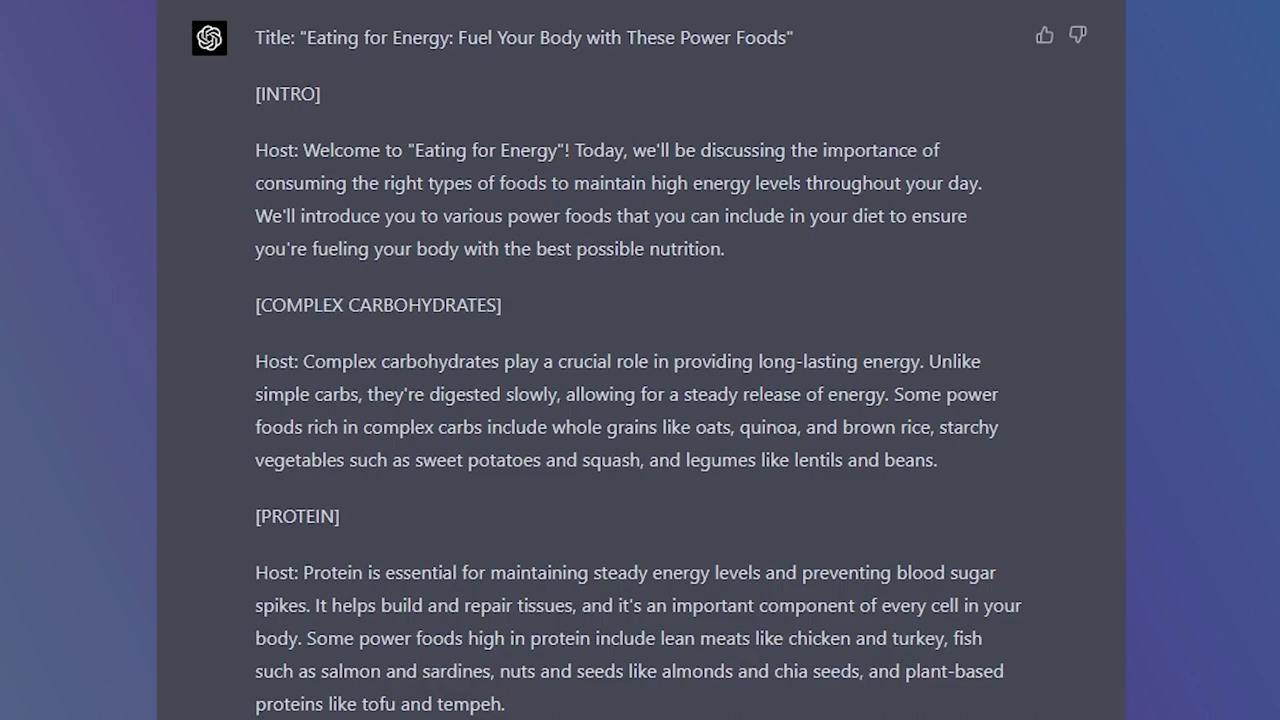 Title: "Eating for Energy: Fuel Your Body with These Power Foods"
[INTRO]
Host: Welcome to "Eating for Energy"! Today, we'll be discussing the importance of
consuming the right types of foods to maintain high energy levels throughout your day.
We'll introduce you to various power foods that you can include in your diet to ensure
you're fueling your body with the best possible nutrition.
[COMPLEX CARBOHYDRATES]
Host: Complex carbohydrates play a crucial role in providing long-lasting energy. Unlike
simple carbs, they're digested slowly, allowing for a steady release of energy. Some power
foods rich in complex carbs include whole grains like oats, quinoa, and brown rice, starchy
vegetables such as sweet potatoes and squash, and legumes like lentils and beans.
[PROTEIN]
Host: Protein is essential for maintaining steady energy levels and preventing blood sugar
spikes. It helps build and repair tissues, and it's an important component of every cell in your
body. Some power foods high in protein include lean meats like chicken and turkey, fish
such as salmon and sardines, nuts and seeds like almonds and chia seeds, and plant-based
proteins like tofu and tempeh.